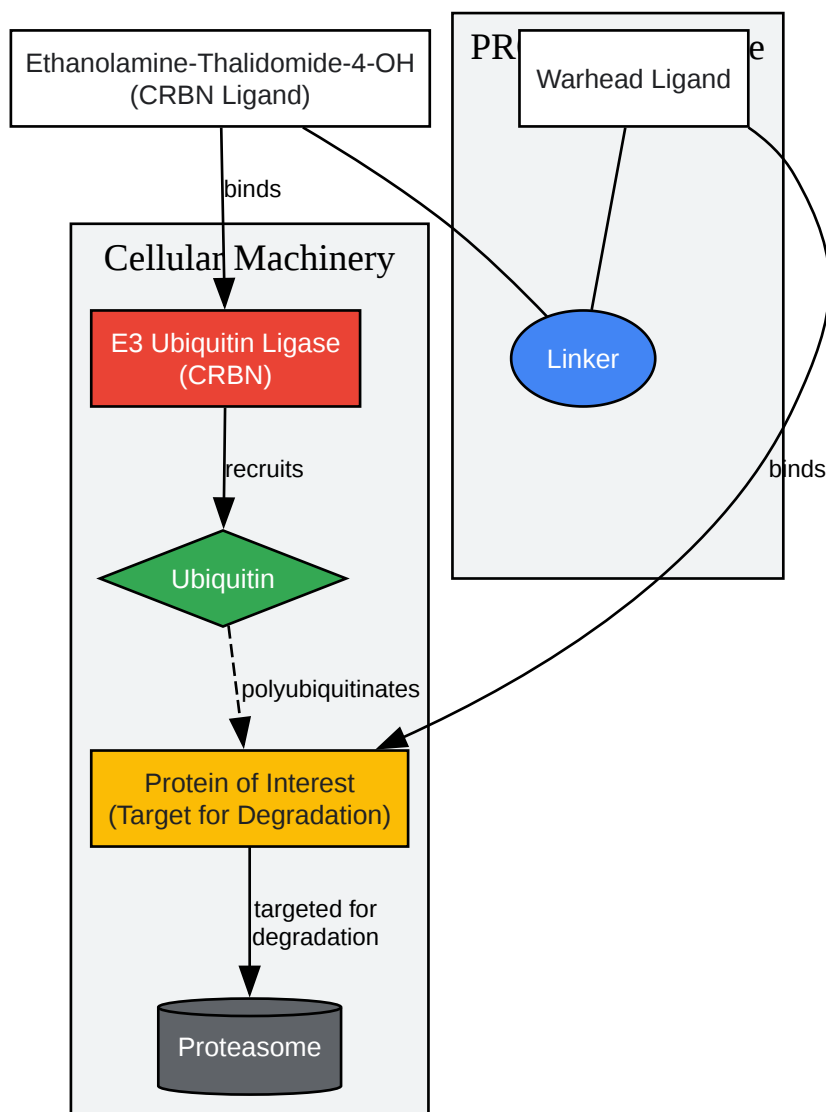 Ethanolamine-Thalidomide-4-OH
(CRBN Ligand)
Warhead Ligand
binds
Cellular Machinery
E3 Ubiquitin Ligase
(CRBN)
Linker
recruits
binds
Ubiquitin
polyubiquitinates
Protein of Interest
(Target for Degradation)
targeted for
degradation
Proteasome